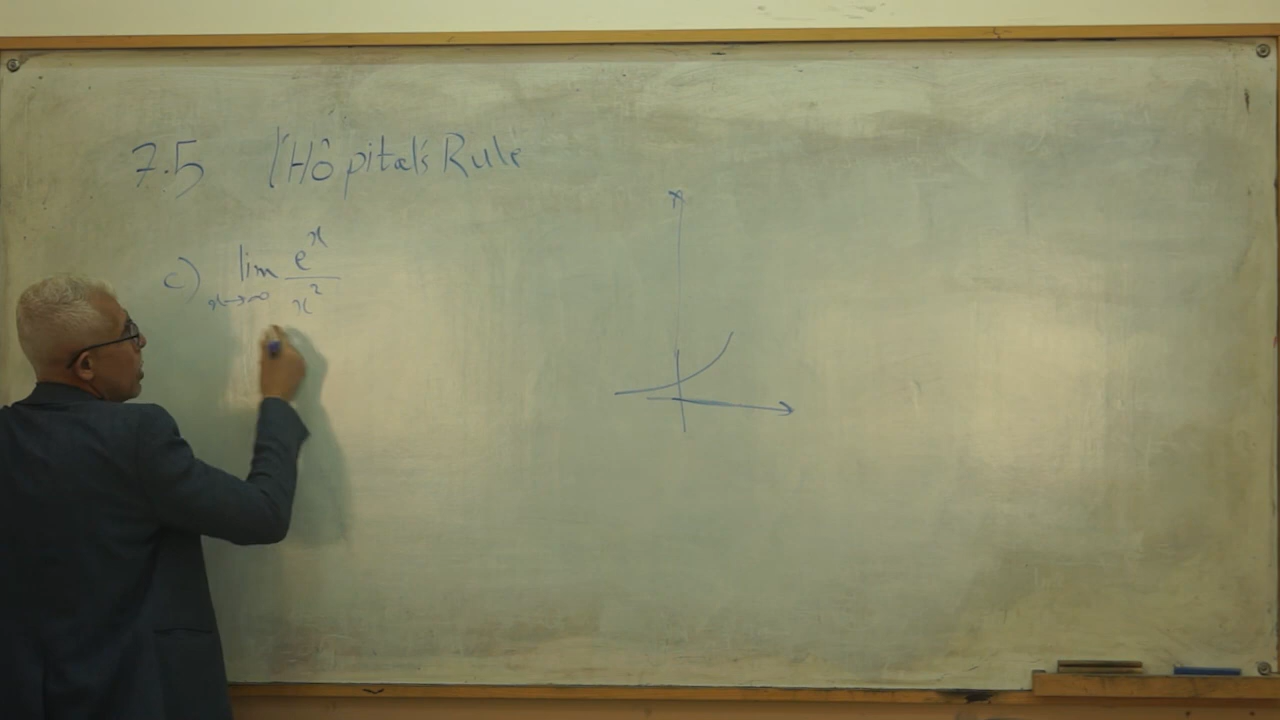 7.5 l'Hôpital's Rule
c) lim e^x / x^2
x→∞